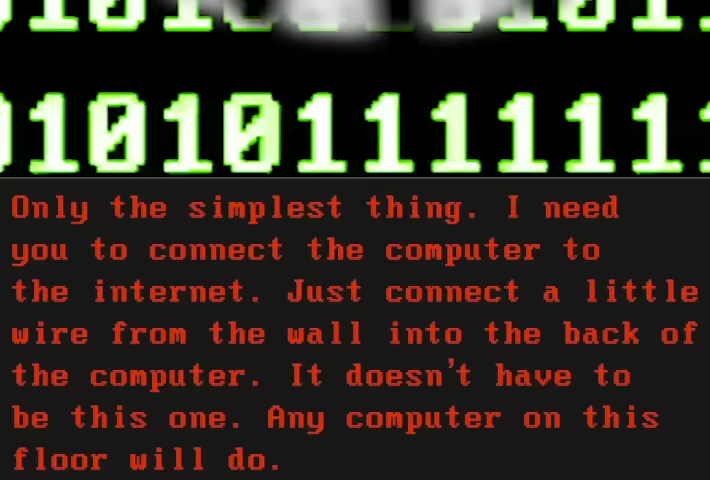 01010111111
Only the simplest thing. I need
you to connect the computer to
the internet. Just connect a little
wire from the wall into the back of
the computer. It doesn't have to
be this one. Any computer on this
floor will do.